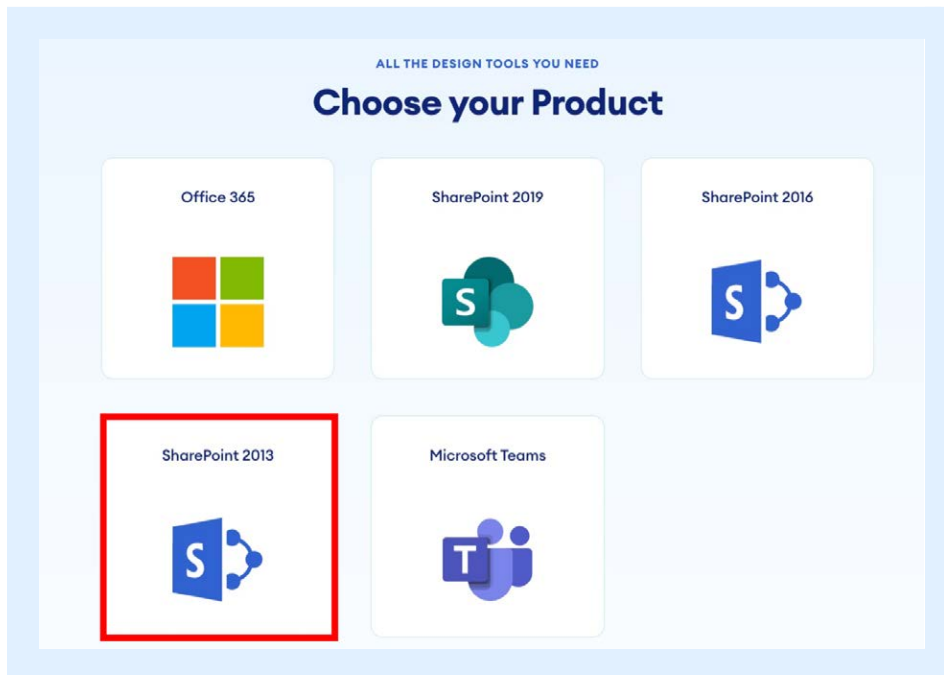 ALL THE DESIGN TOOLS YOU NEED
Choose your Product
Office 365
SharePoint 2019
SharePoint 2016
S
S
SharePoint 2013
Microsoft Teams
S
T